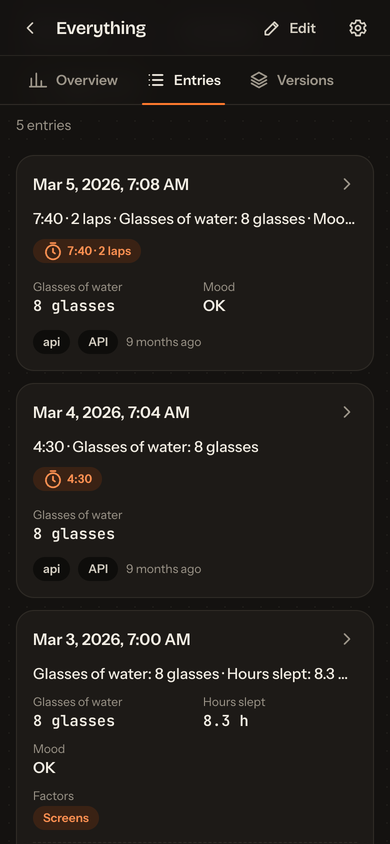 Everything
Edit
Overview
Entries
Versions
5 entries
Mar 5, 2026, 7:08 AM
7:40 · 2 laps · Glasses of water: 8 glasses · Moo...
7:40 · 2 laps
Glasses of water
Mood
8 glasses
OK
api
API
9 months ago
Mar 4, 2026, 7:04 AM
4:30 · Glasses of water: 8 glasses
4:30
Glasses of water
8 glasses
api
API
9 months ago
Mar 3, 2026, 7:00 AM
Glasses of water: 8 glasses · Hours slept: 8.3 ...
Glasses of water
Hours slept
8 glasses
8.3 h
Mood
OK
Factors
Screens